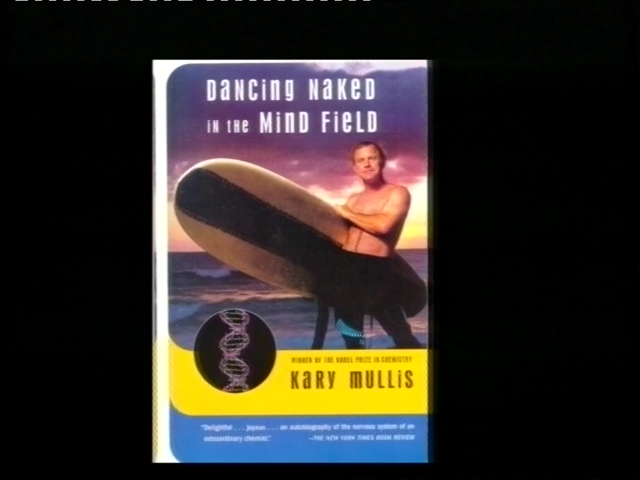 Dancing Naked
in the Mind Field
WINNER OF THE NOBEL PRIZE IN CHEMISTRY
Kary Mullis
"Delightful . . . joyous . . . an autobiography of the nervous system of an
extraordinary chemist." —THE NEW YORK TIMES BOOK REVIEW